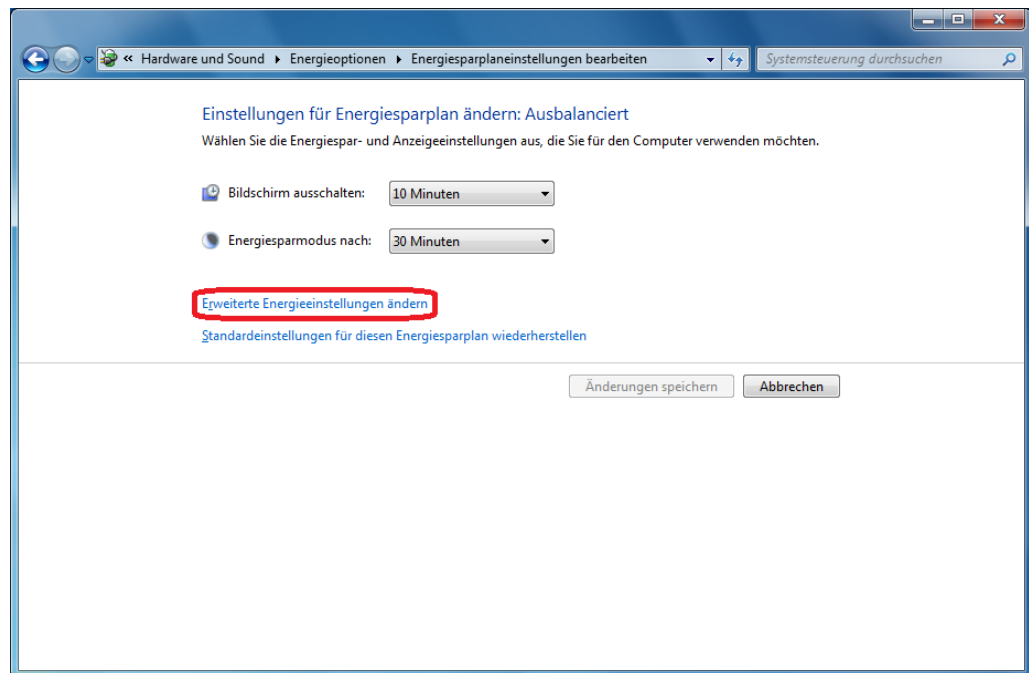 « Hardware und Sound Energieoptionen Energiesparplaneinstellungen bearbeiten Systemsteuerung durchsuchen
Einstellungen für Energiesparplan ändern: Ausbalanciert
Wählen Sie die Energiespar- und Anzeigeeinstellungen aus, die Sie für den Computer verwenden möchten.
Bildschirm ausschalten: 10 Minuten
Energiesparmodus nach: 30 Minuten
Erweiterte Energieeinstellungen ändern
Standardeinstellungen für diesen Energiesparplan wiederherstellen
Änderungen speichern Abbrechen